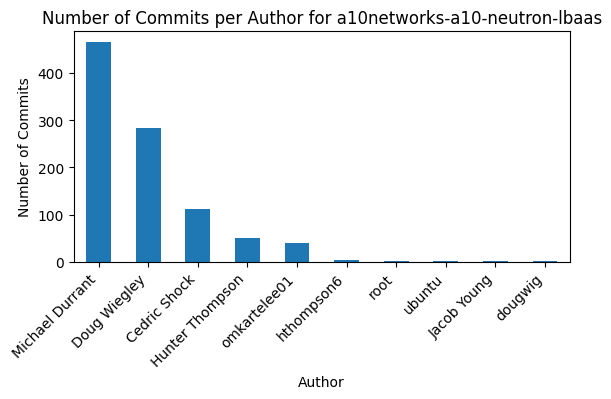 Number of Commits per Author for a10networks-a10-neutron-lbaas
Number of Commits
400
300
200
100
0
Michael Durrant
Doug Wiegley
Cedric Shock
Hunter Thompson
omkartelee01
hthompson6
root
ubuntu
Jacob Young
dougwig
Author